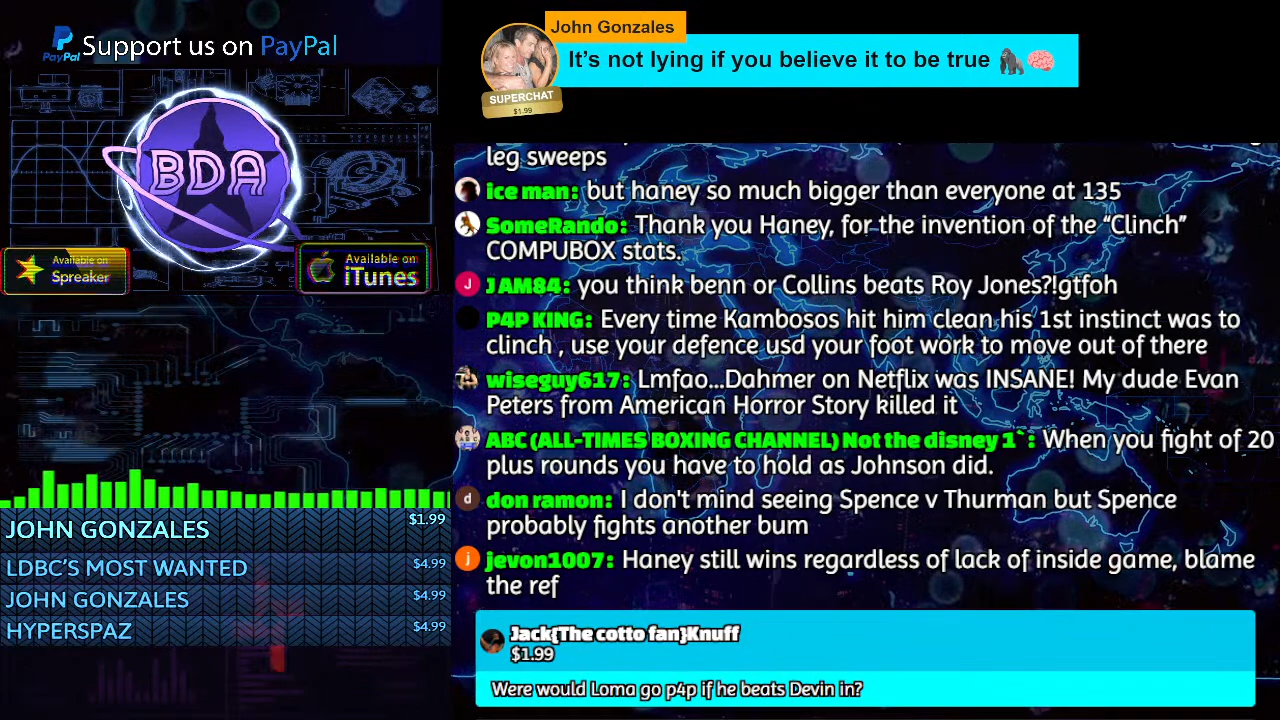 PayPal
Support us on PayPal
BDA
Available on
Spreaker
Available on
iTunes
JOHN GONZALES $1.99
LDBC'S MOST WANTED $4.99
JOHN GONZALES $4.99
HYPERSPAZ $4.99
John Gonzales
It's not lying if you believe it to be true 🦍🧠
SUPERCHAT
$1.99
leg sweeps
ice man: but haney so much bigger than everyone at 135
SomeRando: Thank you Haney, for the invention of the “Clinch”
COMPUBOX stats.
J
J AM84: you think benn or Collins beats Roy Jones?!gtfoh
P4P KING: Every time Kambosos hit him clean his 1st instinct was to
clinch , use your defence usd your foot work to move out of there
wiseguy617: Lmfao...Dahmer on Netflix was INSANE! My dude Evan
Peters from American Horror Story killed it
ABC (ALL-TIMES BOXING CHANNEL) Not the disney 1`: When you fight of 20
plus rounds you have to hold as Johnson did.
d
don ramon: I don't mind seeing Spence v Thurman but Spence
probably fights another bum
j
jevon1007: Haney still wins regardless of lack of inside game, blame
the ref
Jack{The cotto fan}Knuff
$1.99
Were would Loma go p4p if he beats Devin in?